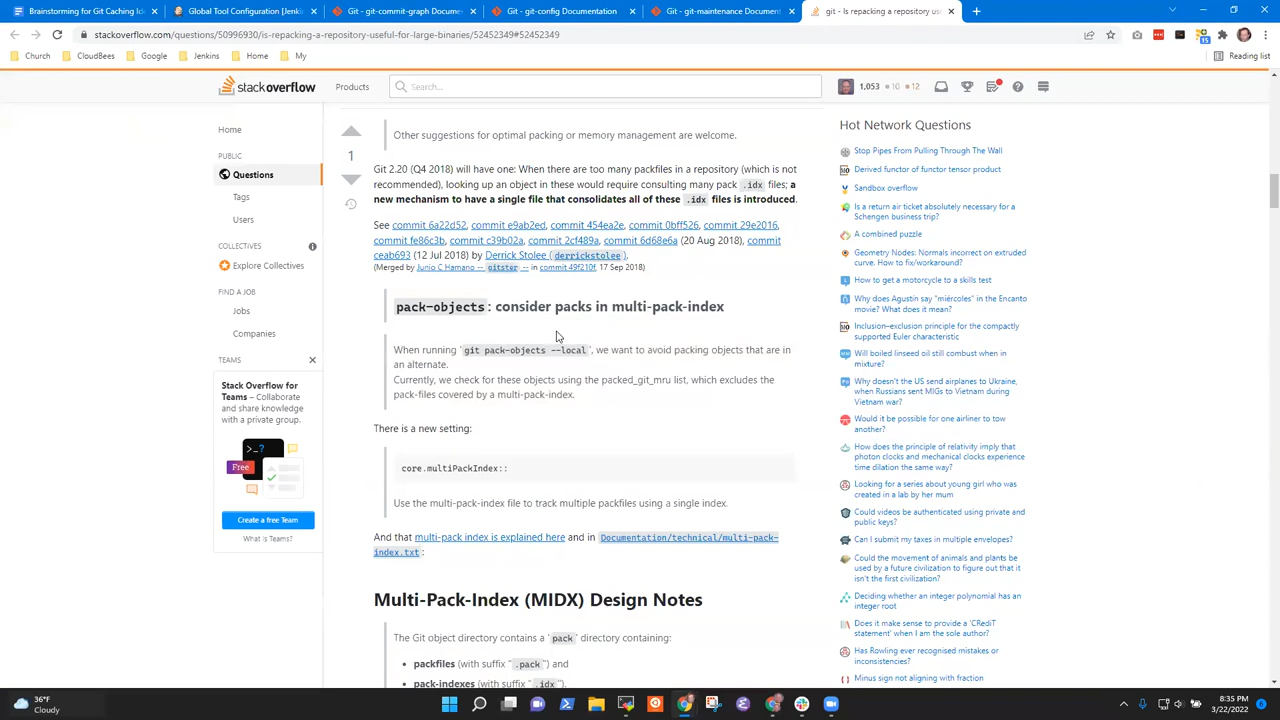 Brainstorming for Git Caching Id
Global Tool Configuration [Jenki
Git - git-commit-graph Documen
Git - git-config Documentation
Git - git-maintenance Document
git - Is repacking a repository us
stackoverflow.com/questions/50996930/is-repacking-a-repository-useful-for-large-binaries/52452349#52452349
15
Church
CloudBees
Google
Jenkins
Home
My
Reading list
stackoverflow
Products
Search...
1,053
10
12
Home
PUBLIC
Questions
Tags
Users
COLLECTIVES
Explore Collectives
FIND A JOB
Jobs
Companies
TEAMS
Stack Overflow for
Teams – Collaborate
and share knowledge
with a private group.
Free
Create a free Team
What is Teams?
1
Other suggestions for optimal packing or memory management are welcome.
Git 2.20 (Q4 2018) will have one: When there are too many packfiles in a repository (which is not
recommended), looking up an object in these would require consulting many pack .idx files; a
new mechanism to have a single file that consolidates all of these .idx files is introduced.
See commit 6a22d52, commit e9ab2ed, commit 454ea2e, commit 0bff526, commit 29e2016,
commit fe86c3b, commit c39b02a, commit 2cf489a, commit 6d68e6a (20 Aug 2018), commit
ceab693 (12 Jul 2018) by Derrick Stolee (derrickstolee).
(Merged by Junio C Hamano -- gitster -- in commit 49f210f, 17 Sep 2018)
pack-objects: consider packs in multi-pack-index
When running 'git pack-objects --local', we want to avoid packing objects that are in
an alternate.
Currently, we check for these objects using the packed_git_mru list, which excludes the
pack-files covered by a multi-pack-index.
There is a new setting:
core.multiPackIndex::
Use the multi-pack-index file to track multiple packfiles using a single index.
And that multi-pack index is explained here and in Documentation/technical/multi-pack-
index.txt :
Multi-Pack-Index (MIDX) Design Notes
The Git object directory contains a 'pack' directory containing:
• packfiles (with suffix ".pack") and
• pack-indexes (with suffix ".idx").
Hot Network Questions
Stop Pipes From Pulling Through The Wall
Derived functor of functor tensor product
Sandbox overflow
Is a return air ticket absolutely necessary for a
Schengen business trip?
A combined puzzle
Geometry Nodes: Normals incorrect on extruded
curve. How to fix/workaround?
How to get a motorcycle to a skills test
Why does Agustin say "miércoles" in the Encanto
movie? What does it mean?
Inclusion–exclusion principle for the compactly
supported Euler characteristic
Will boiled linseed oil still combust when in
mixture?
Why doesn't the US send airplanes to Ukraine,
when Russians sent MIGs to Vietnam during
Vietnam war?
Would it be possible for one airliner to tow
another?
How does the principle of relativity imply that
photon clocks and mechanical clocks experience
time dilation the same way?
Looking for a series about young girl who was
created in a lab by her mum
Could videos be authenticated using private and
public keys?
Can I submit my taxes in multiple envelopes?
Could the movement of animals and plants be
used by a future civilization to figure out that it
isn't the first civilization?
Deciding whether an integer polynomial has an
integer root
Does it make sense to provide a 'CRediT
statement' when I am the sole author?
Has Rowling ever recognised mistakes or
inconsistencies?
Minus sign not aligning with fraction
36°F
Cloudy
8:35 PM
3/22/2022